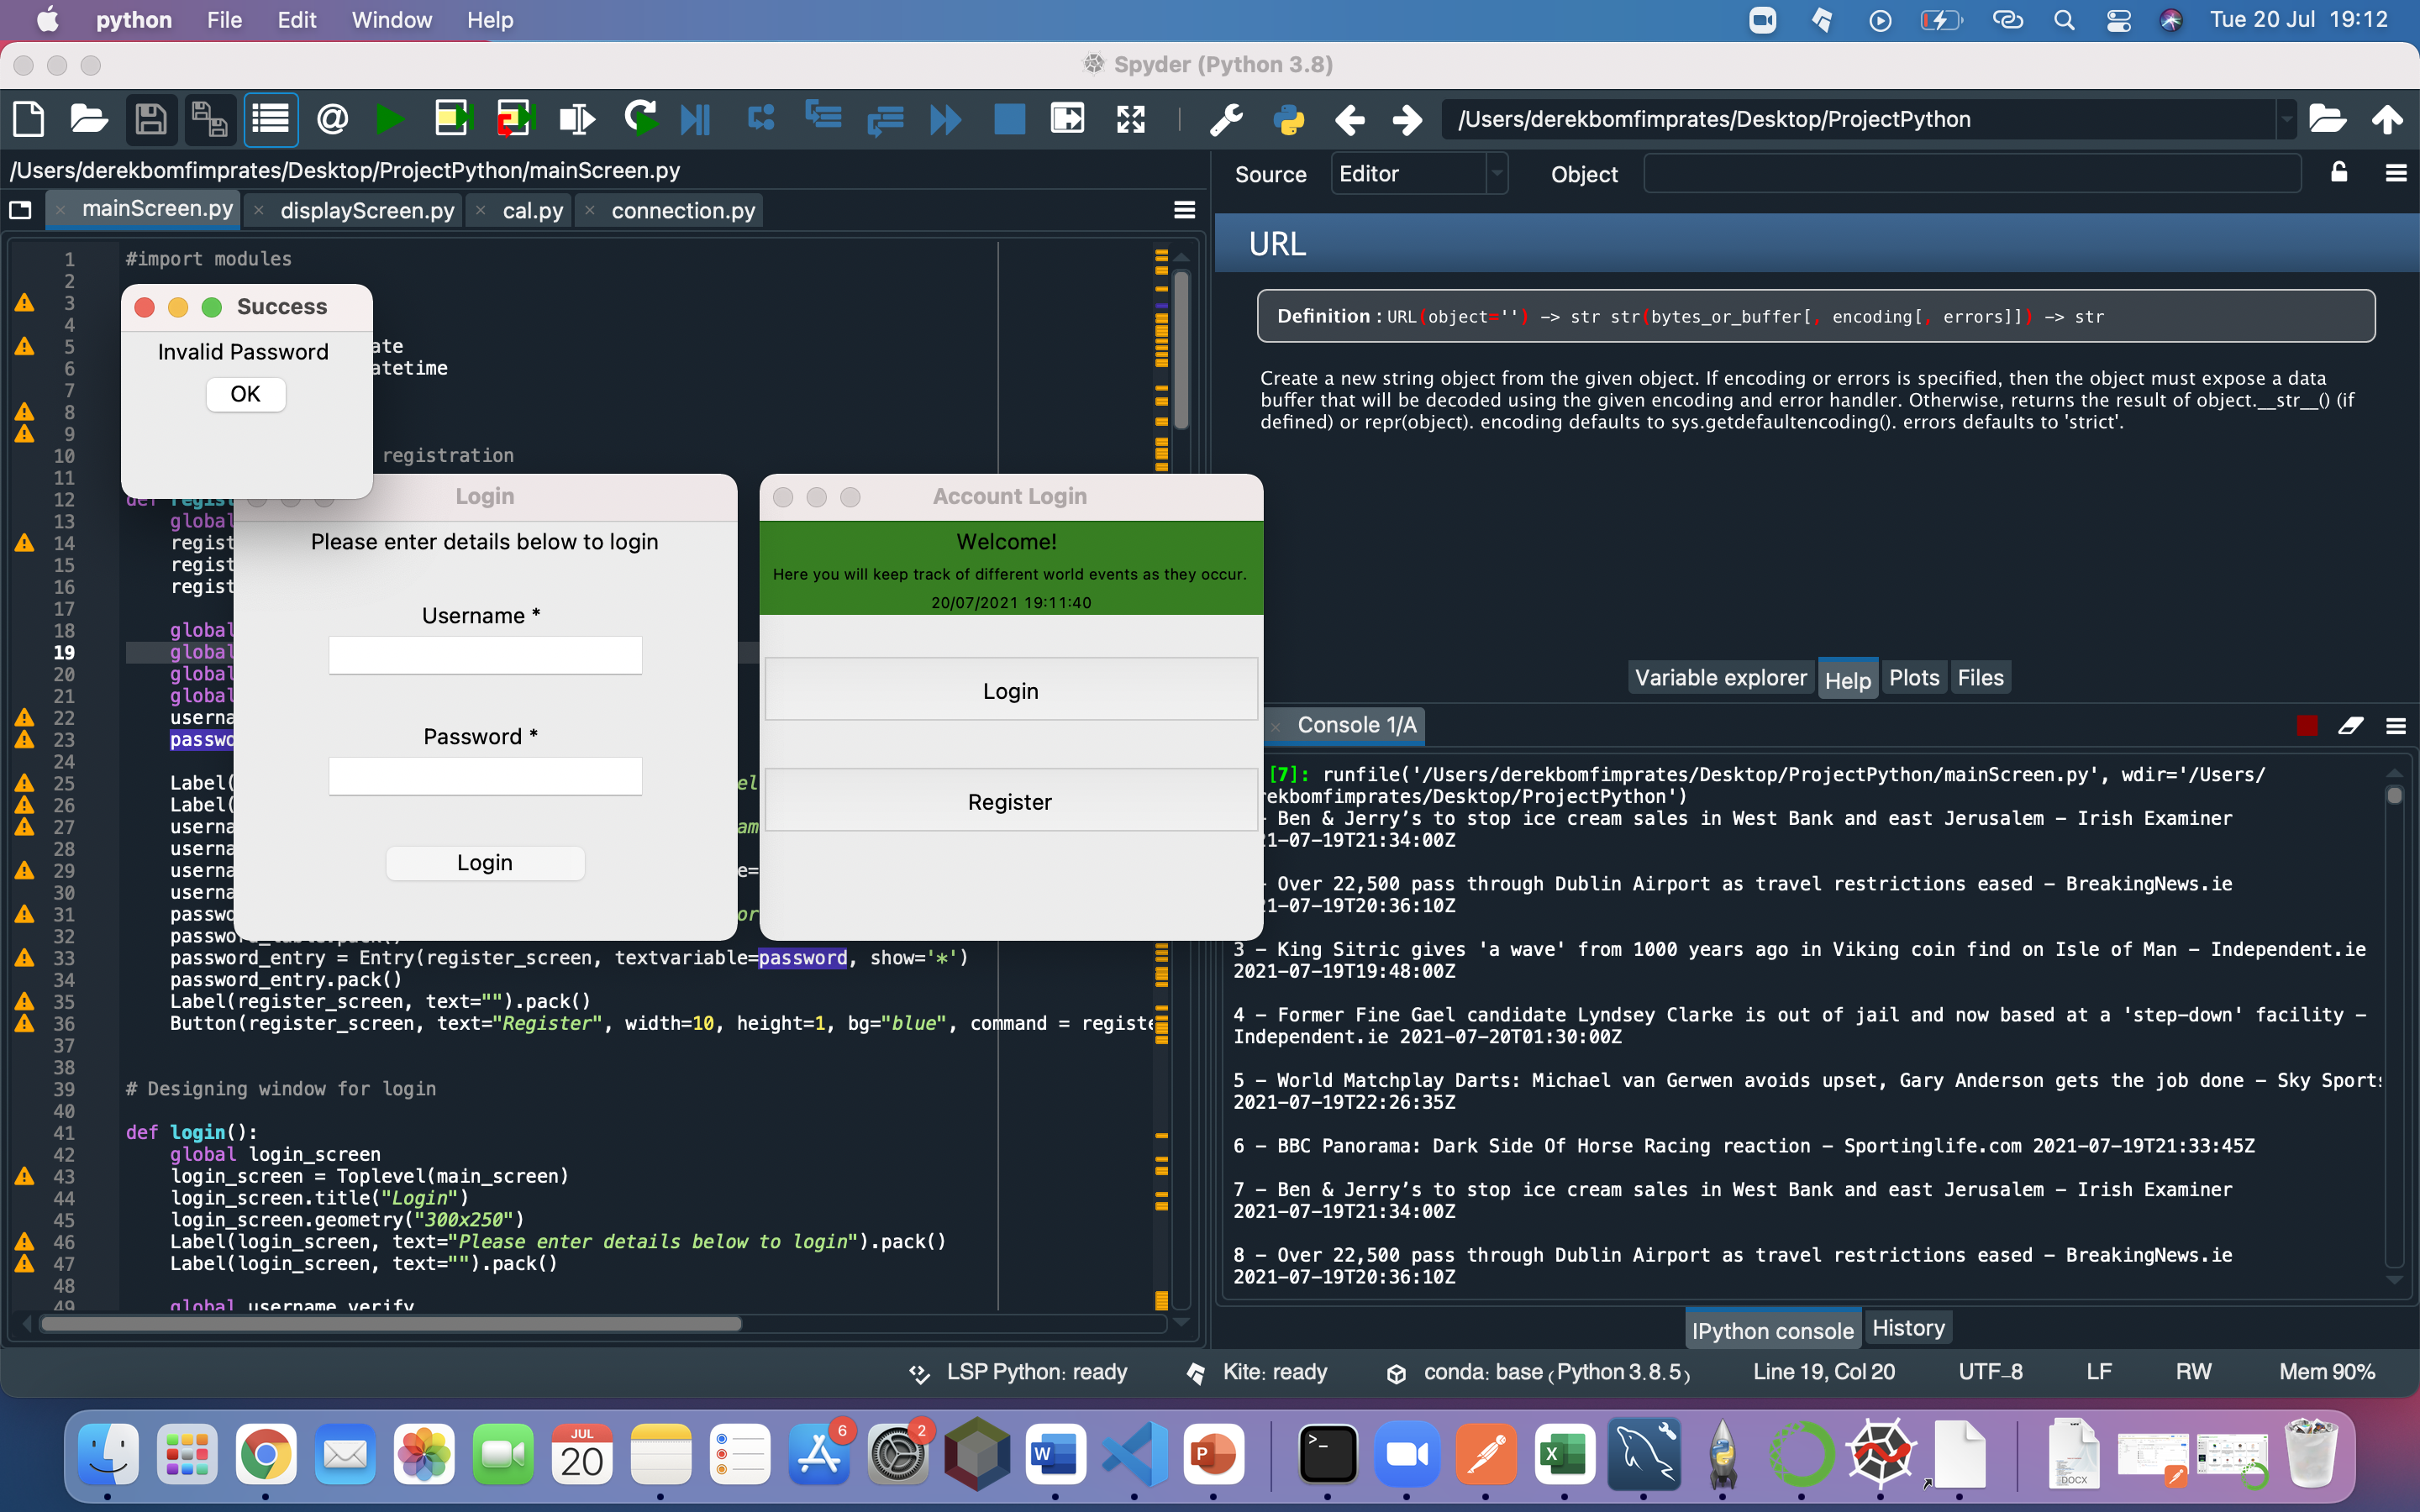 python File Edit Window Help
Tue 20 Jul 19:12
Spyder (Python 3.8)
/Users/derekbomfimprates/Desktop/ProjectPython
/Users/derekbomfimprates/Desktop/ProjectPython/mainScreen.py
mainScreen.py displayScreen.py cal.py connection.py
Source Editor Object
URL
Definition : URL(object='') -> str str(bytes_or_buffer[, encoding[, errors]]) -> str
Create a new string object from the given object. If encoding or errors is specified, then the object must expose a data
buffer that will be decoded using the given encoding and error handler. Otherwise, returns the result of object.__str__() (if
defined) or repr(object). encoding defaults to sys.getdefaultencoding(). errors defaults to 'strict'.
Variable explorer Help Plots Files
Success
Invalid Password
OK
Login
Please enter details below to login
Username *
Password *
Login
Account Login
Welcome!
Here you will keep track of different world events as they occur.
20/07/2021 19:11:40
Login
Register
1 #import modules
2
3
4
5 ate
6 atetime
7
8
9
10 registration
11
12 def
13 global
14 regist
15 regist
16 regist
17
18 global
19 global
20 global
21 global
22 userna
23 passwo
24
25 Label( el
26 Label(
27 userna am
28 userna
29 userna e=
30 userna
31 passwo or
32
33 password_entry = Entry(register_screen, textvariable=password, show='*')
34 password_entry.pack()
35 Label(register_screen, text="").pack()
36 Button(register_screen, text="Register", width=10, height=1, bg="blue", command = registe
37
38
39 # Designing window for login
40
41 def login():
42 global login_screen
43 login_screen = Toplevel(main_screen)
44 login_screen.title("Login")
45 login_screen.geometry("300x250")
46 Label(login_screen, text="Please enter details below to login").pack()
47 Label(login_screen, text="").pack()
48
49 global username_verify
Console 1/A
[7]: runfile('/Users/derekbomfimprates/Desktop/ProjectPython/mainScreen.py', wdir='/Users/
rekbomfimprates/Desktop/ProjectPython')
- Ben & Jerry’s to stop ice cream sales in West Bank and east Jerusalem - Irish Examiner
21-07-19T21:34:00Z
- Over 22,500 pass through Dublin Airport as travel restrictions eased - BreakingNews.ie
21-07-19T20:36:10Z
3 - King Sitric gives 'a wave' from 1000 years ago in Viking coin find on Isle of Man - Independent.ie
2021-07-19T19:48:00Z
4 - Former Fine Gael candidate Lyndsey Clarke is out of jail and now based at a 'step-down' facility -
Independent.ie 2021-07-20T01:30:00Z
5 - World Matchplay Darts: Michael van Gerwen avoids upset, Gary Anderson gets the job done - Sky Sports
2021-07-19T22:26:35Z
6 - BBC Panorama: Dark Side Of Horse Racing reaction - Sportinglife.com 2021-07-19T21:33:45Z
7 - Ben & Jerry’s to stop ice cream sales in West Bank and east Jerusalem - Irish Examiner
2021-07-19T21:34:00Z
8 - Over 22,500 pass through Dublin Airport as travel restrictions eased - BreakingNews.ie
2021-07-19T20:36:10Z
IPython console History
LSP Python: ready Kite: ready conda: base (Python 3.8.5) Line 19, Col 20 UTF-8 LF RW Mem 90%
JUL
20
6
2
W
P
X
DOCX